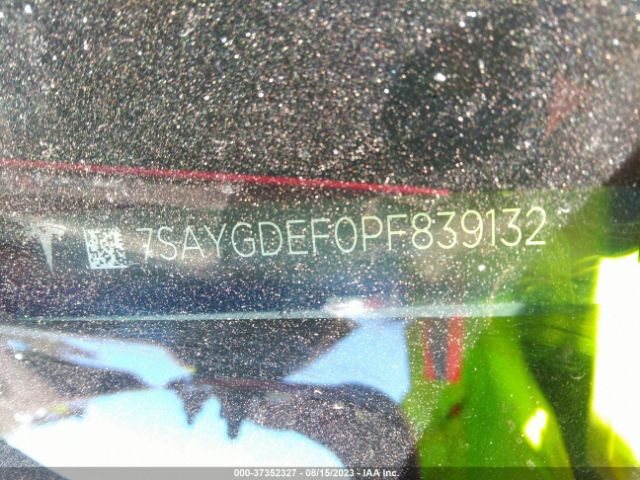 7SAYGDEF0PF839132
000-37352327 - 08/15/2023 - IAA Inc.